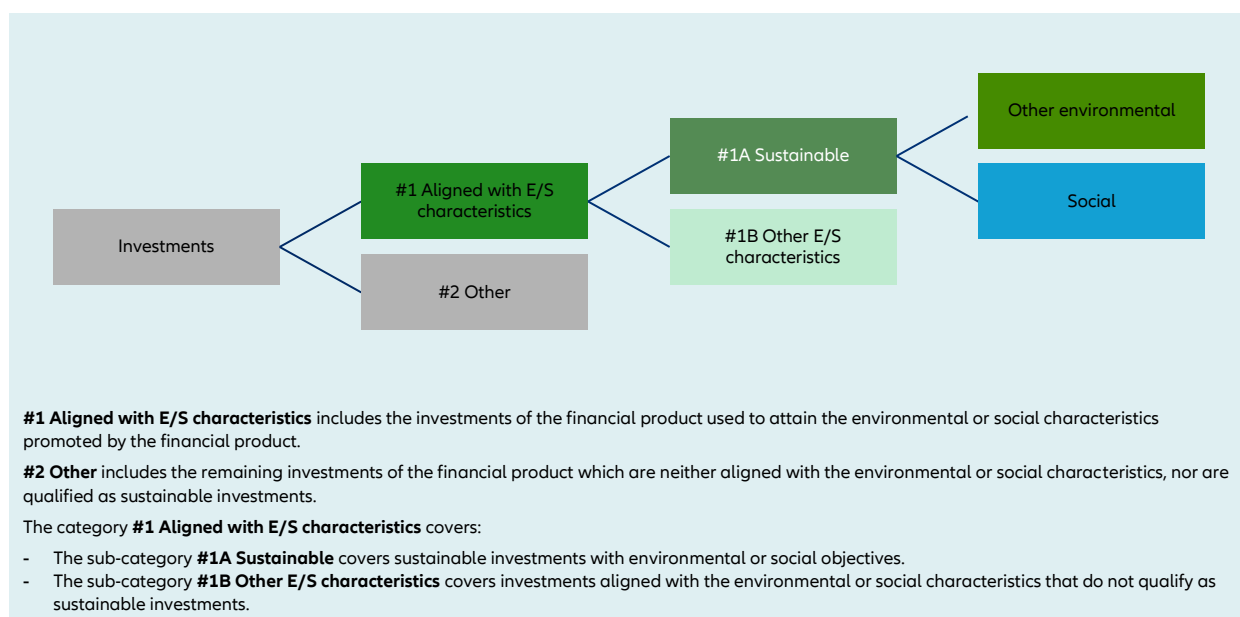 Other environmental
#1A Sustainable
#1 Aligned with E/S
characteristics
Social
Investments
#1B Other E/S
characteristics
#2 Other
#1 Aligned with E/S characteristics includes the investments of the financial product used to attain the environmental or social characteristics
promoted by the financial product.
#2 Other includes the remaining investments of the financial product which are neither aligned with the environmental or social characteristics, nor are
qualified as sustainable investments.
The category #1 Aligned with E/S characteristics covers:
- The sub-category #1A Sustainable covers sustainable investments with environmental or social objectives.
- The sub-category #1B Other E/S characteristics covers investments aligned with the environmental or social characteristics that do not qualify as
sustainable investments.